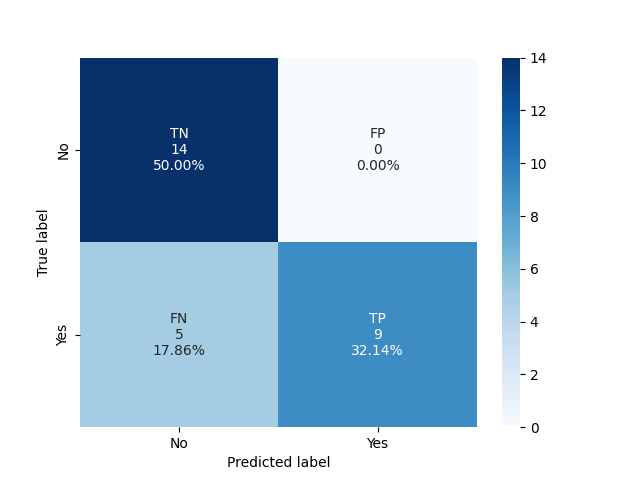 TN
14
50.00%
FP
0
0.00%
FN
5
17.86%
TP
9
32.14%
No
Yes
True label
No
Yes
Predicted label
14
12
10
8
6
4
2
0